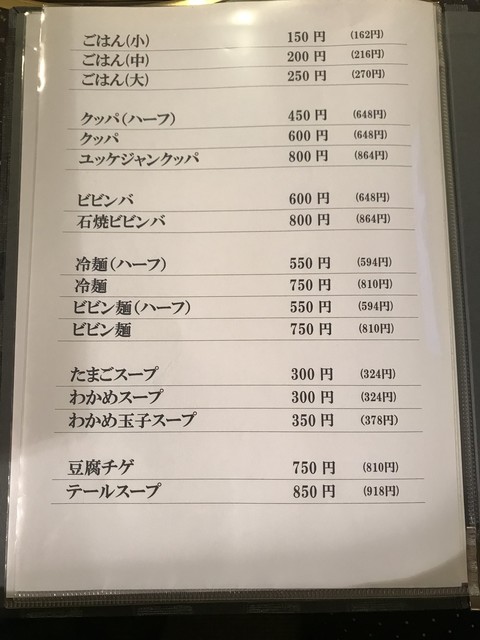 ごはん(小) 150円 (162円)
ごはん(中) 200円 (216円)
ごはん(大) 250円 (270円)
クッパ(ハーフ) 450円 (648円)
クッパ 600円 (648円)
ユッケジャンクッパ 800円 (864円)
ビビンバ 600円 (648円)
石焼ビビンバ 800円 (864円)
冷麺(ハーフ) 550円 (594円)
冷麺 750円 (810円)
ビビン麺(ハーフ) 550円 (594円)
ビビン麺 750円 (810円)
たまごスープ 300円 (324円)
わかめスープ 300円 (324円)
わかめ玉子スープ 350円 (378円)
豆腐チゲ 750円 (810円)
テールスープ 850円 (918円)